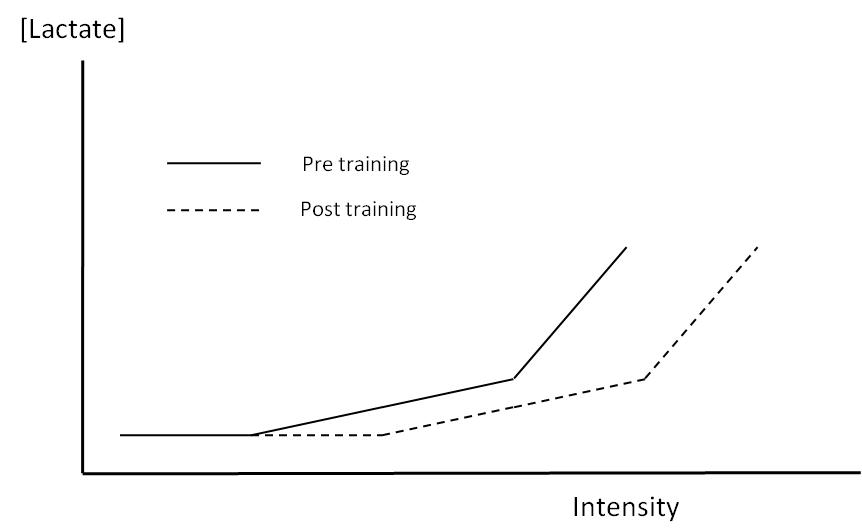 [Lactate]
Pre training
Post training
Intensity